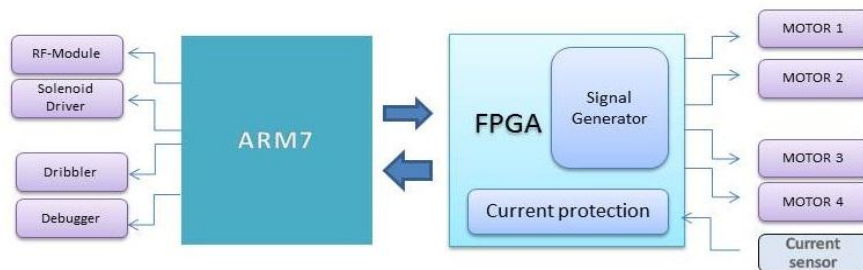 RF-Module
Solenoid
Driver
Dribbler
Debugger
ARM7
FPGA
Signal
Generator
Current protection
MOTOR 1
MOTOR 2
MOTOR 3
MOTOR 4
Current
sensor